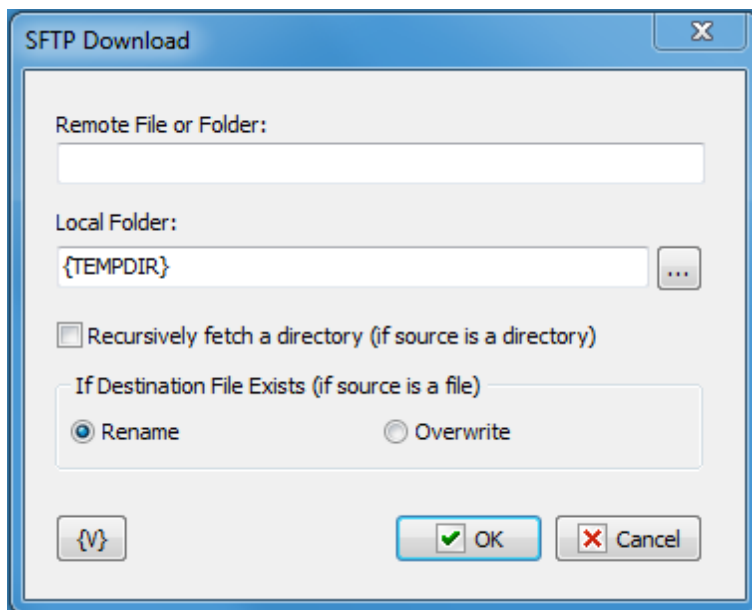 SFTP Download
Remote File or Folder:
Local Folder:
{TEMPDIR}
...
Recursively fetch a directory (if source is a directory)
If Destination File Exists (if source is a file)
Rename Overwrite
{V} OK Cancel